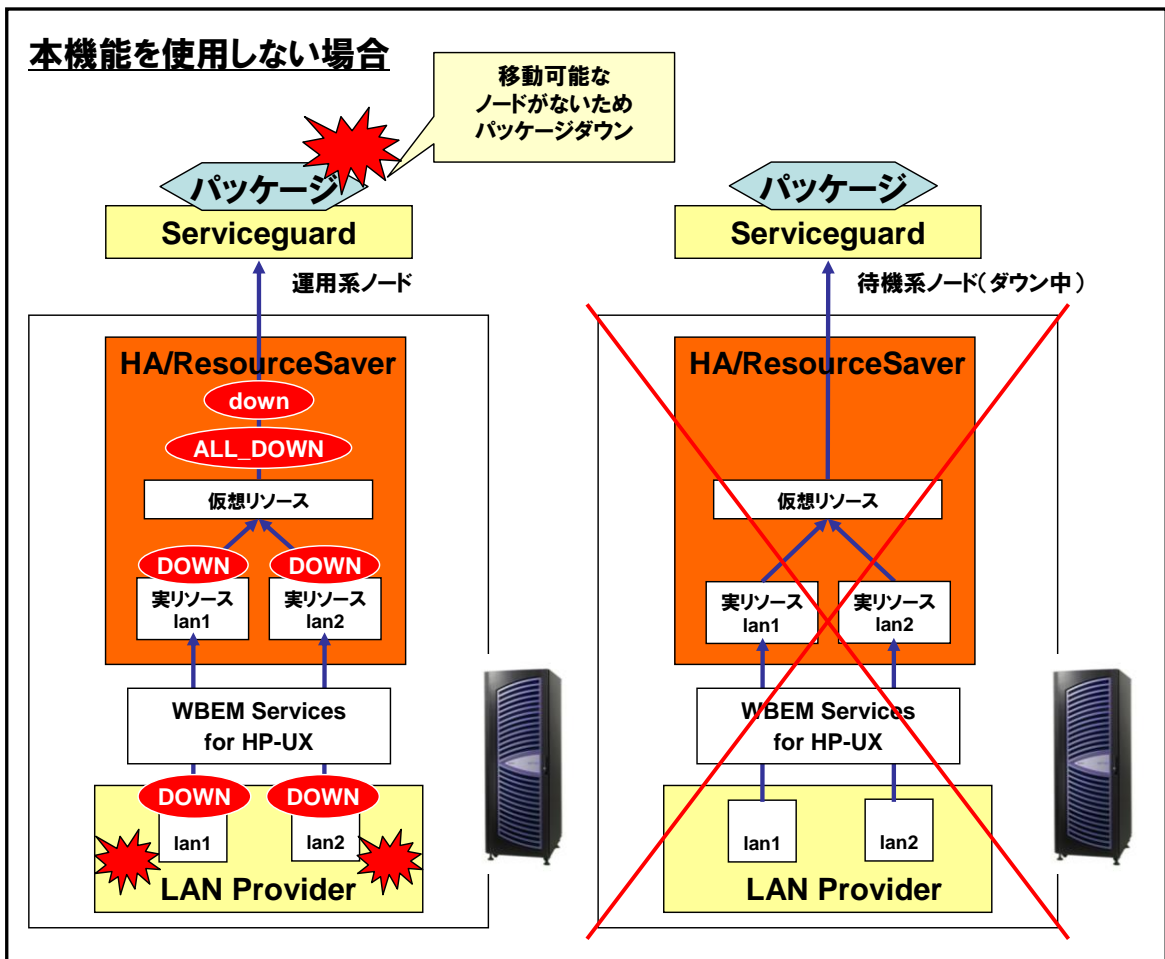 本機能を使用しない場合
移動可能な
ノードがないため
パッケージダウン
パッケージ
Serviceguard
運用系ノード
HA/ResourceSaver
down
ALL_DOWN
仮想リソース
DOWN
DOWN
実リソース
lan1
実リソース
lan2
WBEM Services
for HP-UX
DOWN
DOWN
lan1
lan2
LAN Provider
パッケージ
Serviceguard
待機系ノード(ダウン中)
HA/ResourceSaver
仮想リソース
実リソース
lan1
実リソース
lan2
WBEM Services
for HP-UX
lan1
lan2
LAN Provider